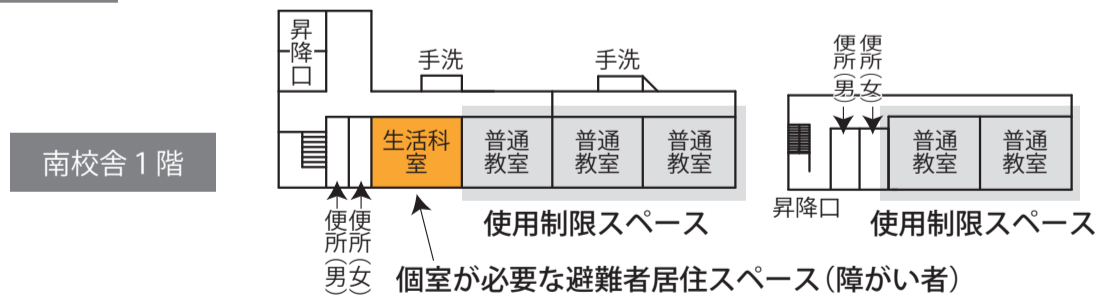 南校舎1階
昇降口
手洗
手洗
生活科
室
普通
教室
普通
教室
普通
教室
便所(男)
便所(女)
使用制限スペース
個室が必要な避難者居住スペース(障がい者)
便所(男)
便所(女)
普通
教室
普通
教室
昇降口
使用制限スペース